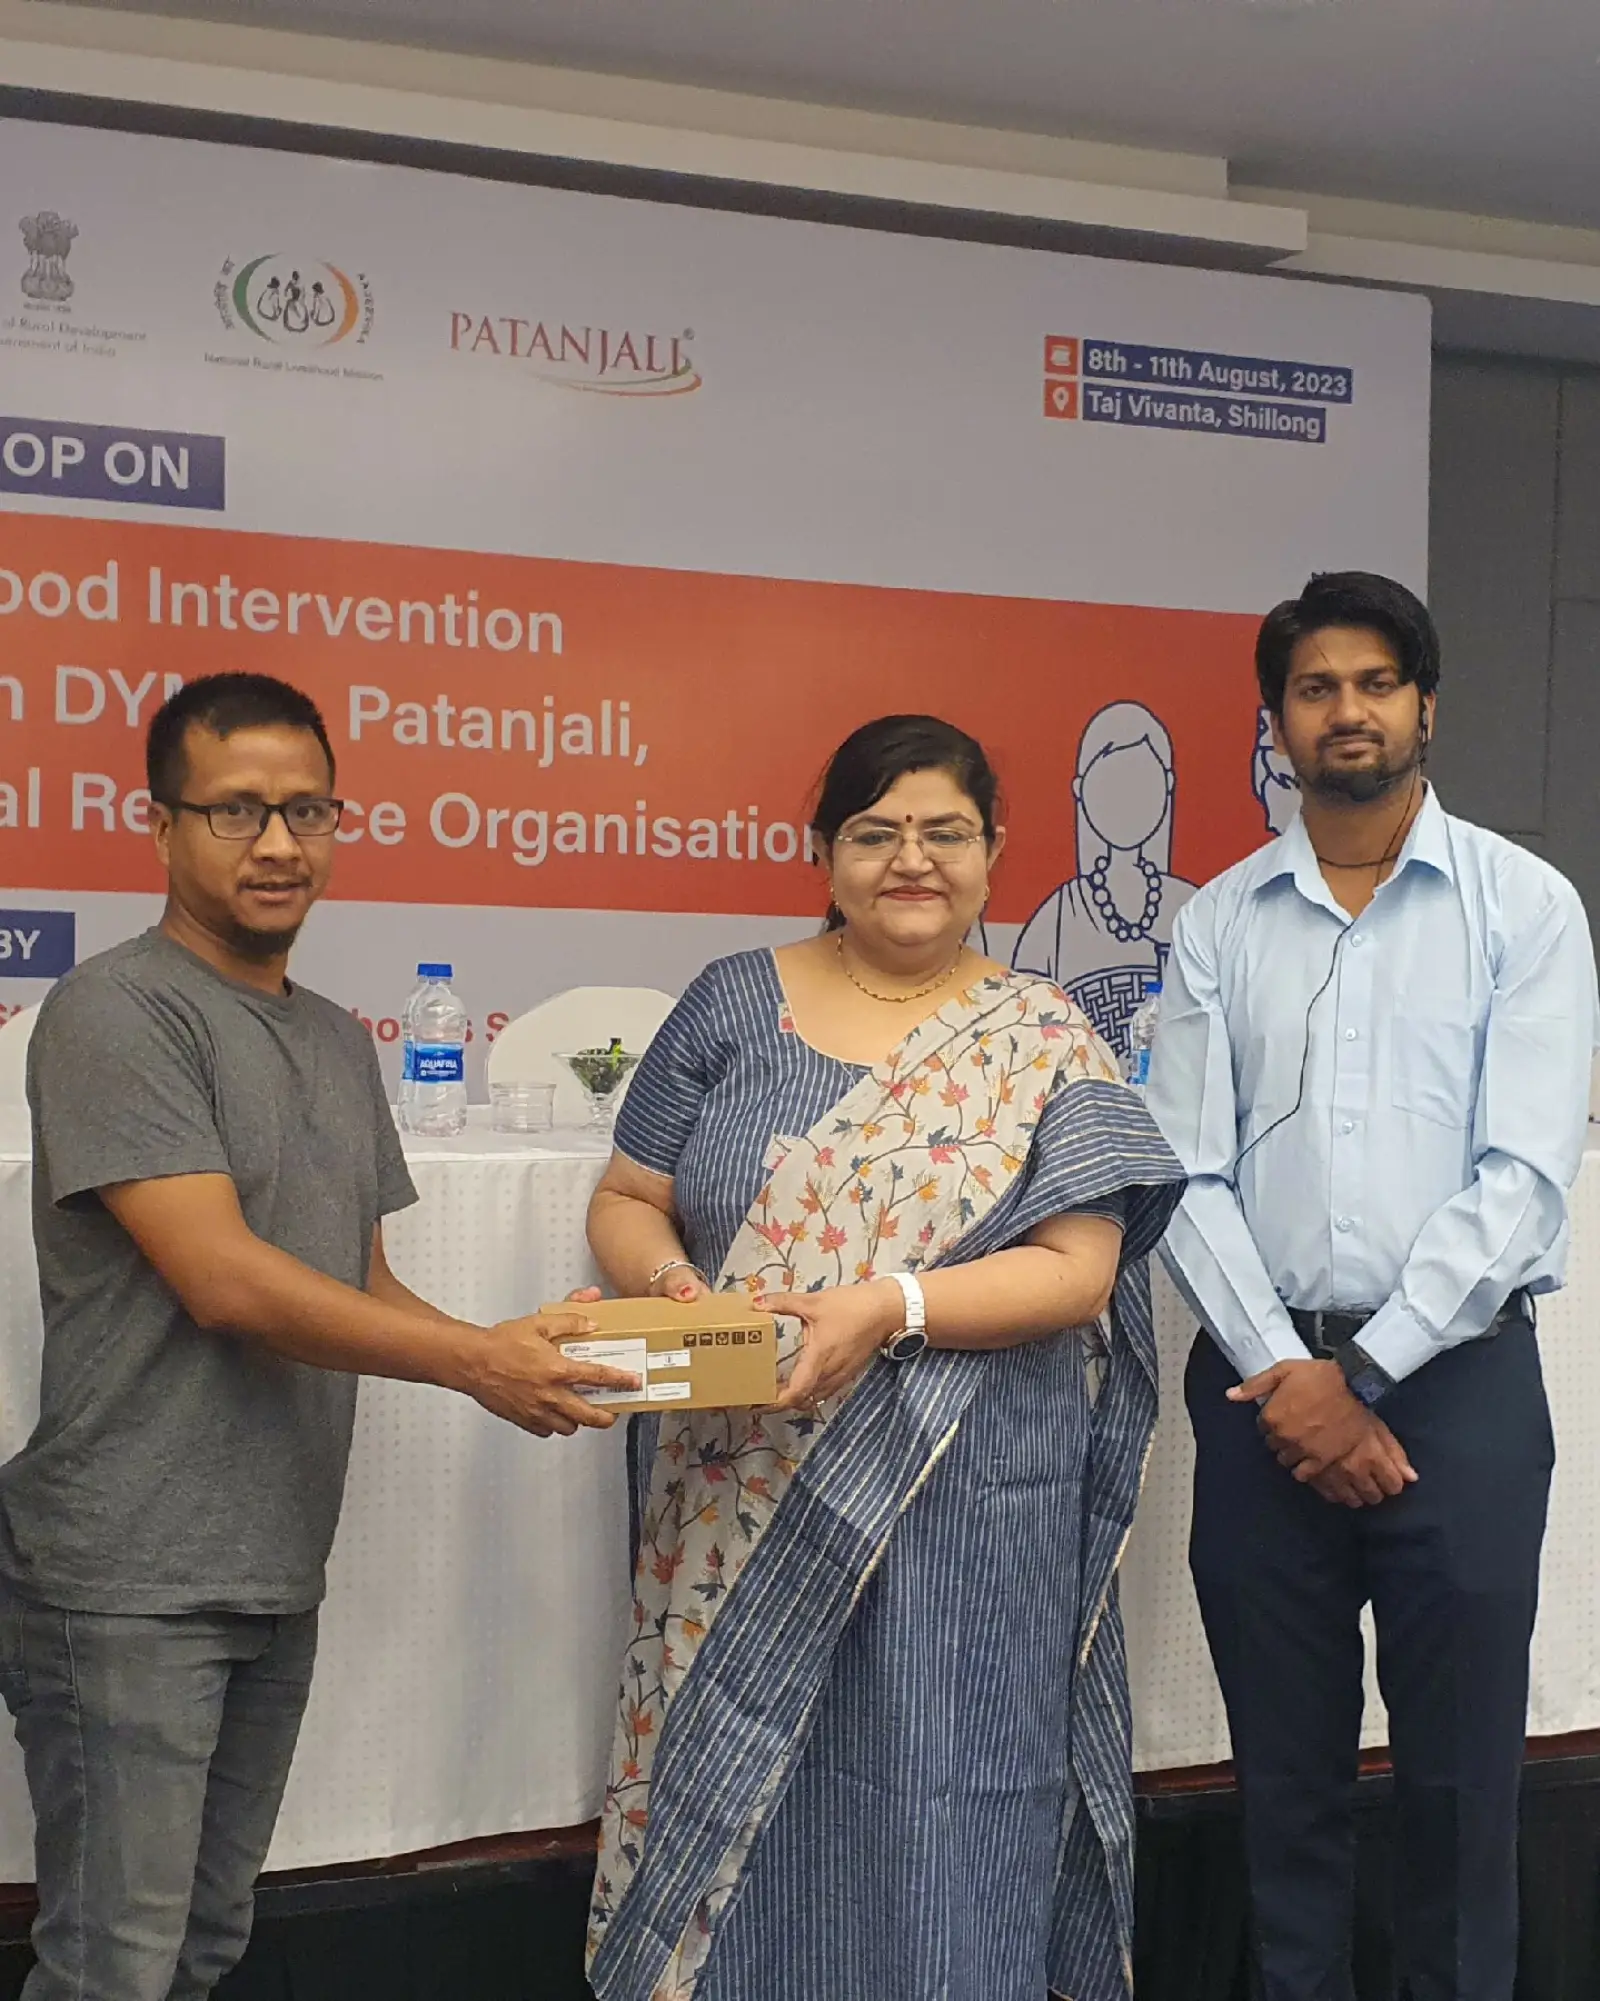 of Rural Development
Government of India
National Rural Livelihood Mission
PATANJALI®
8th - 11th August, 2023
Taj Vivanta, Shillong
OP ON
ood Intervention
n DY Patanjali,
al Re ce Organisation
BY
AQUAFINA